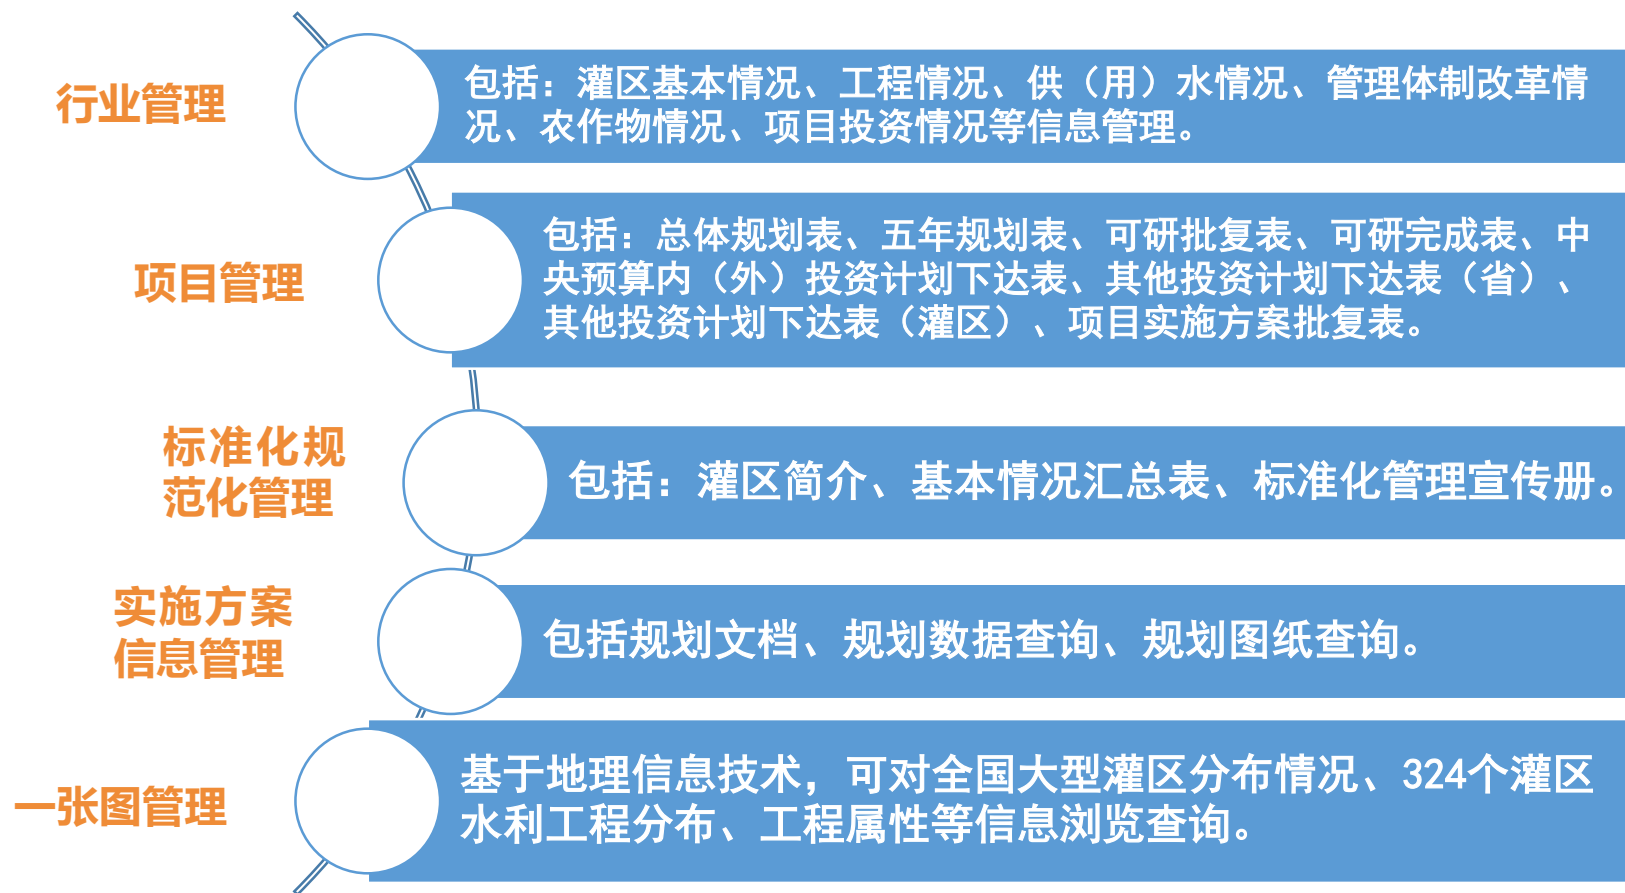 行业管理
包括：灌区基本情况、工程情况、供（用）水情况、管理体制改革情
况、农作物情况、项目投资情况等信息管理。
项目管理
包括：总体规划表、五年规划表、可研批复表、可研完成表、中
央预算内（外）投资计划下达表、其他投资计划下达表（省）、
其他投资计划下达表（灌区）、项目实施方案批复表。
标准化规
范化管理
包括：灌区简介、基本情况汇总表、标准化管理宣传册。
实施方案
信息管理
包括规划文档、规划数据查询、规划图纸查询。
一张图管理
基于地理信息技术，可对全国大型灌区分布情况、324个灌区
水利工程分布、工程属性等信息浏览查询。